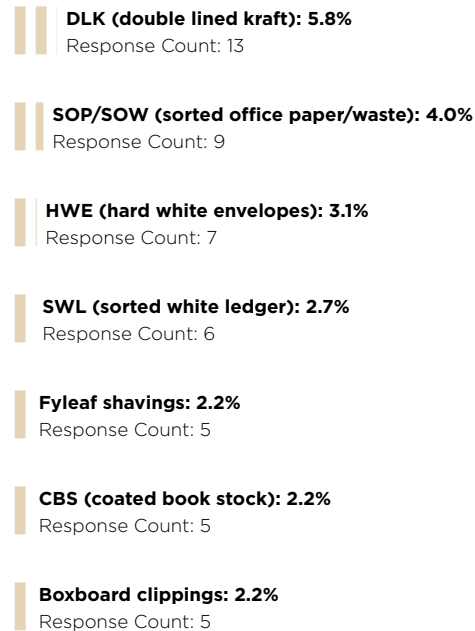 DLK (double lined kraft): 5.8%
Response Count: 13
SOP/SOW (sorted office paper/waste): 4.0%
Response Count: 9
HWE (hard white envelopes): 3.1%
Response Count: 7
SWL (sorted white ledger): 2.7%
Response Count: 6
Fyleaf shavings: 2.2%
Response Count: 5
CBS (coated book stock): 2.2%
Response Count: 5
Boxboard clippings: 2.2%
Response Count: 5